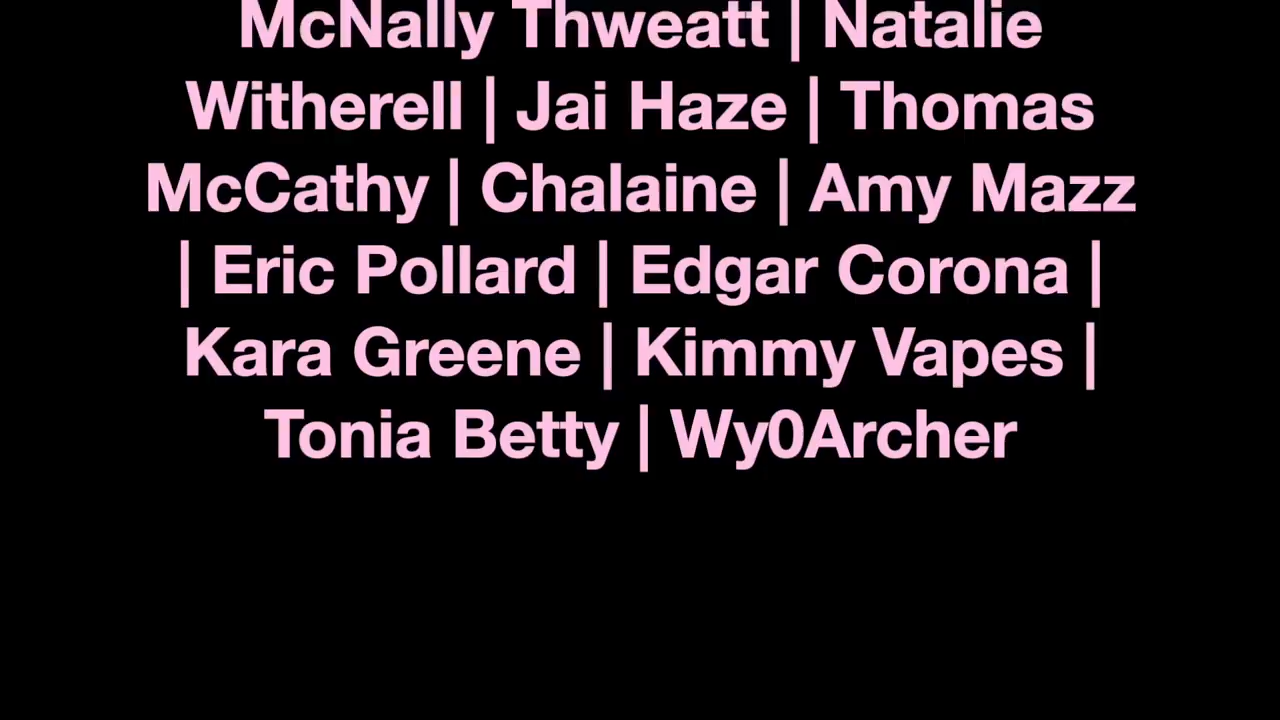 McNally Thweatt | Natalie
Witherell | Jai Haze | Thomas
McCathy | Chalaine | Amy Mazz
| Eric Pollard | Edgar Corona |
Kara Greene | Kimmy Vapes |
Tonia Betty | Wy0Archer